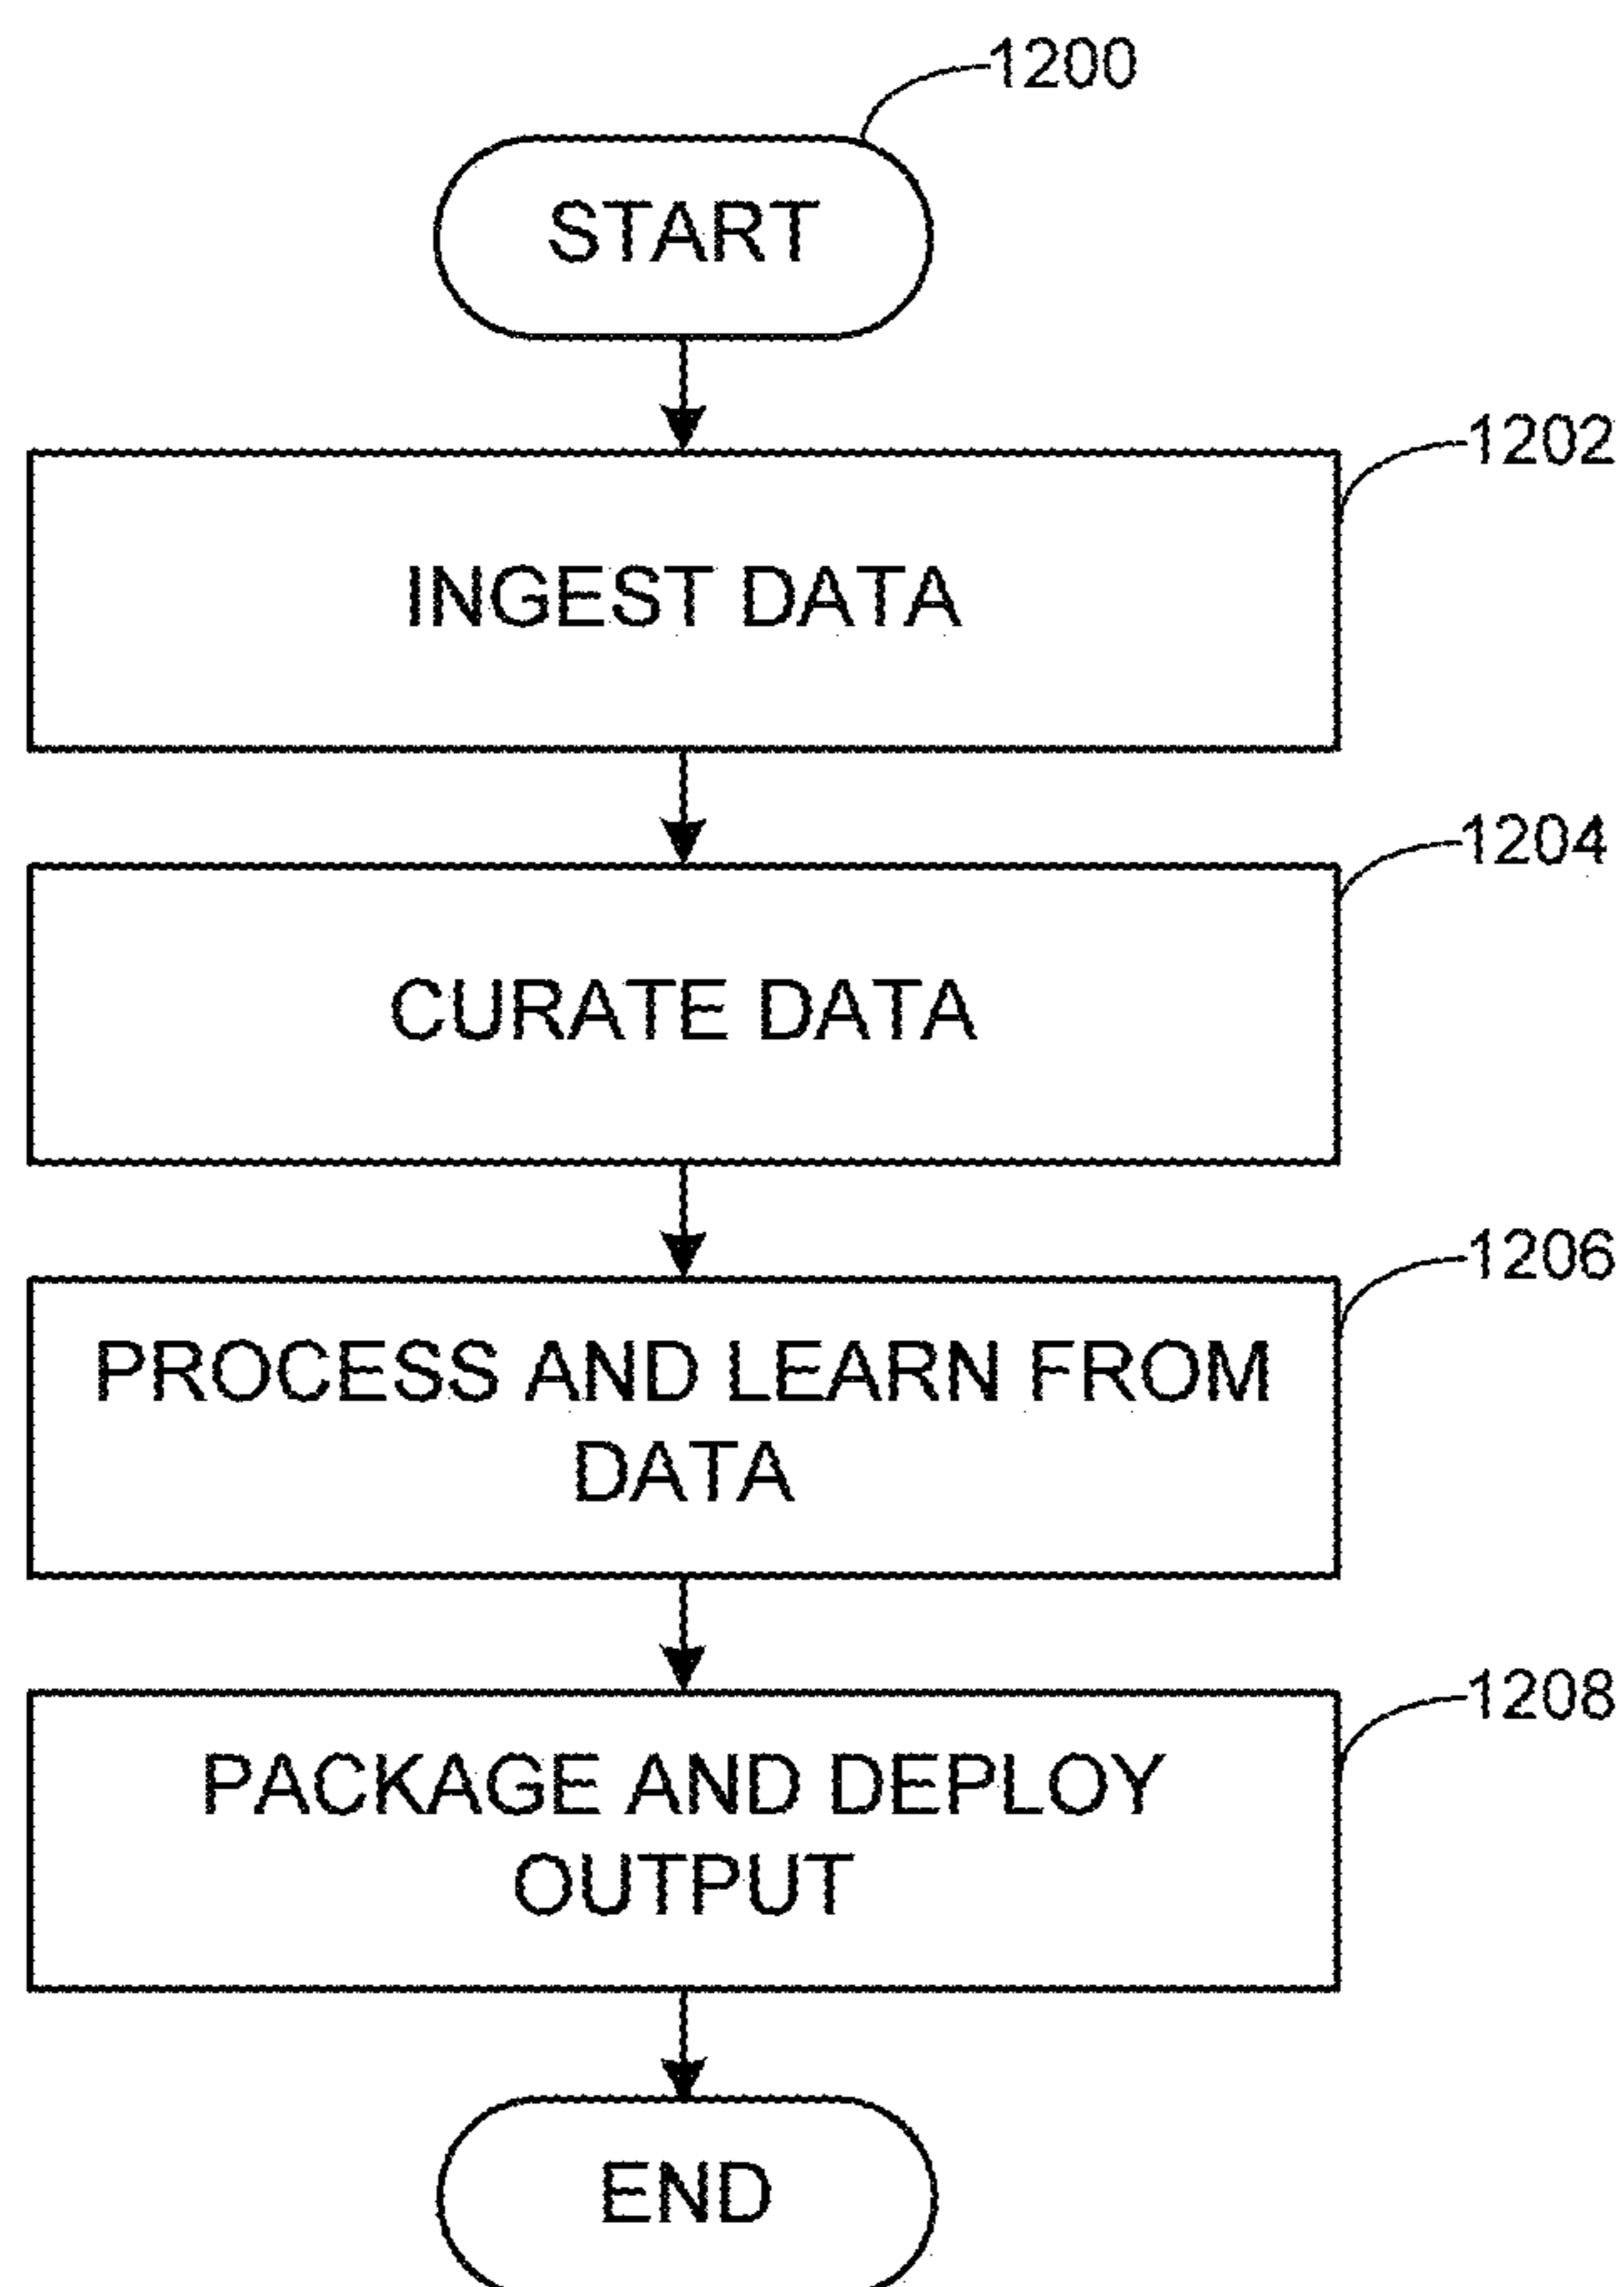 1200
START
1202
INGEST DATA
1204
CURATE DATA
1206
PROCESS AND LEARN FROM
DATA
1208
PACKAGE AND DEPLOY
OUTPUT
END